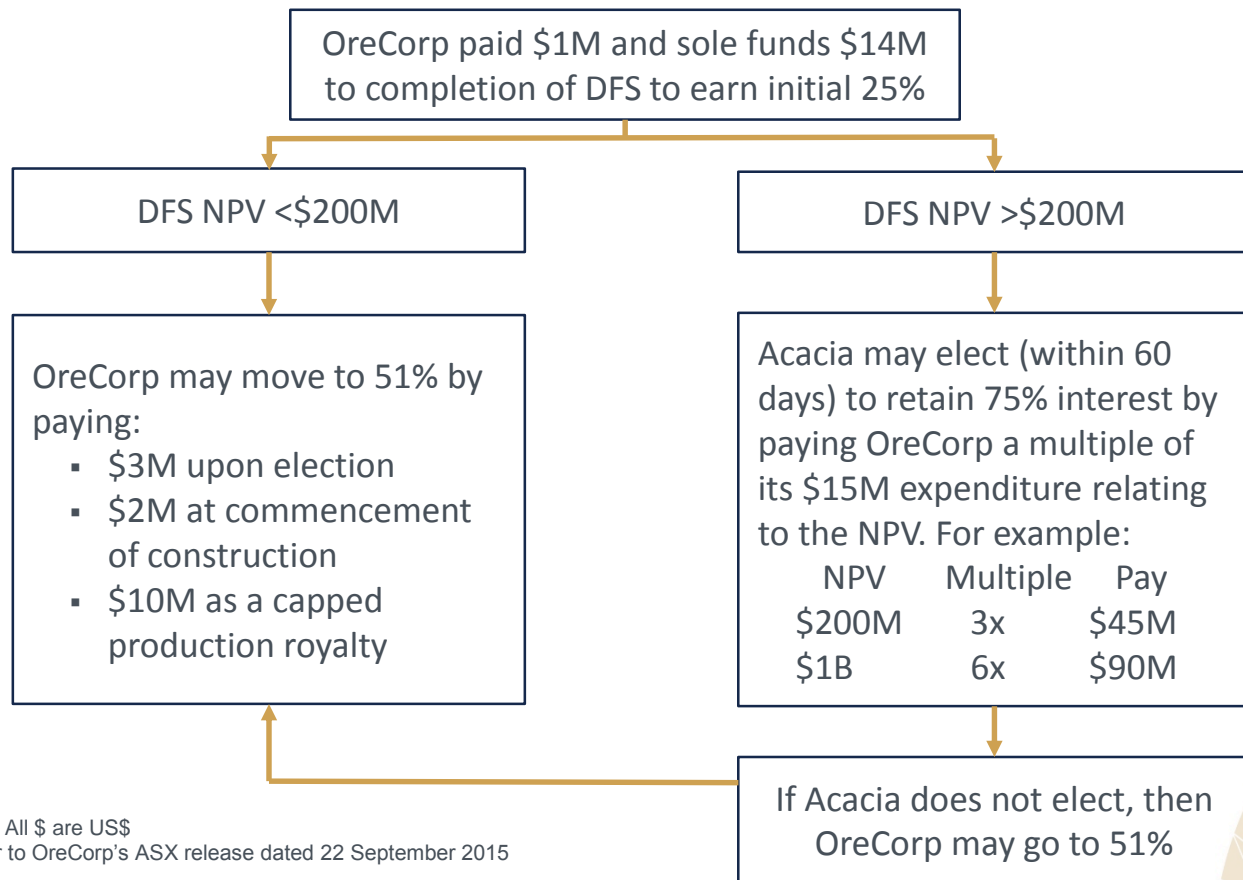 OreCorp paid $1M and sole funds $14M
to completion of DFS to earn initial 25%
DFS NPV <$200M
DFS NPV >$200M
OreCorp may move to 51% by
paying:
▪ $3M upon election
▪ $2M at commencement
of construction
▪ $10M as a capped
production royalty
Acacia may elect (within 60
days) to retain 75% interest by
paying OreCorp a multiple of
its $15M expenditure relating
to the NPV. For example:
NPV Multiple Pay
$200M 3x $45M
$1B 6x $90M
If Acacia does not elect, then
OreCorp may go to 51%
All $ are US$
to OreCorp's ASX release dated 22 September 2015